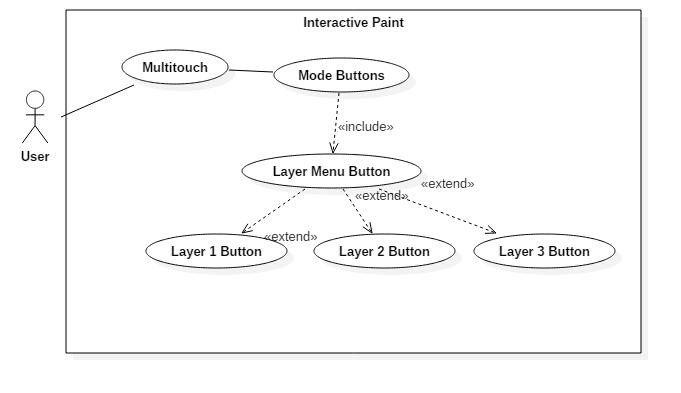 Interactive Paint
Multitouch
Mode Buttons
User
«include»
Layer Menu Button
«extend»
«extend»
«extend»
Layer 1 Button
Layer 2 Button
Layer 3 Button